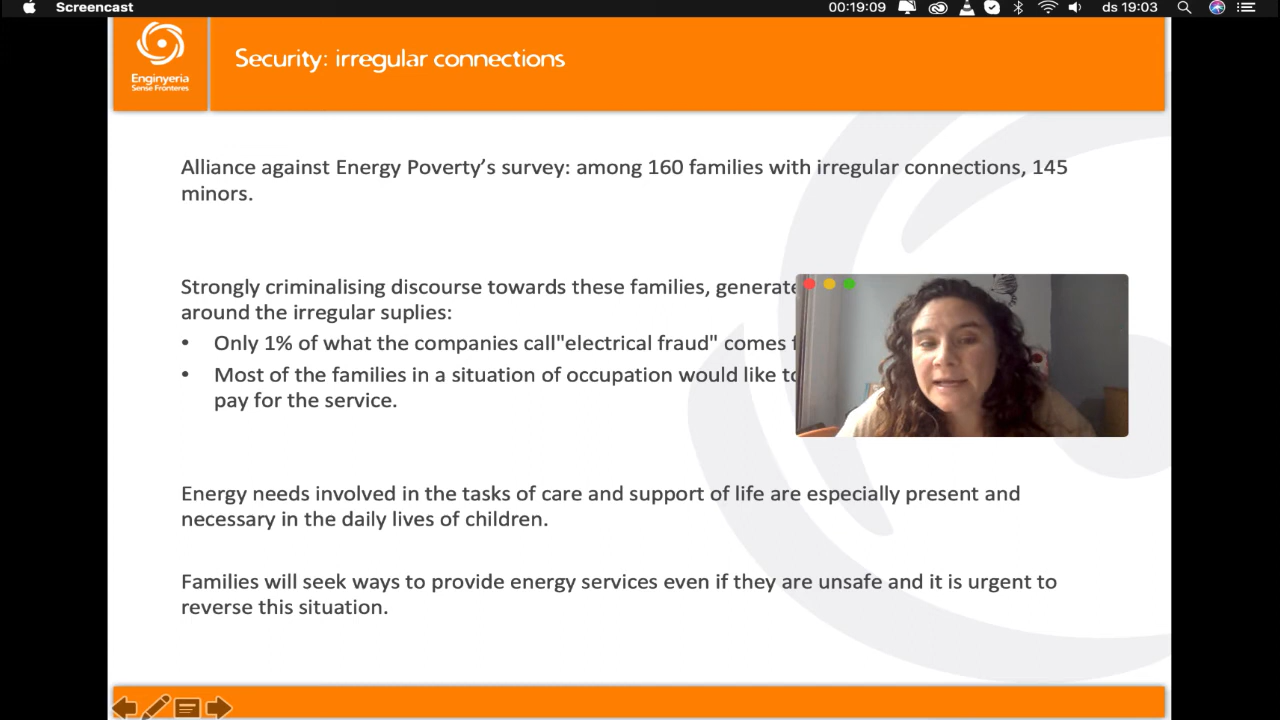 Screencast
00:19:09
ds 19:03
Enginyeria
Sense Fronteres
Security: irregular connections
Alliance against Energy Poverty's survey: among 160 families with irregular connections, 145
minors.
Strongly criminalising discourse towards these families, generate
around the irregular suplies:
• Only 1% of what the companies call"electrical fraud" comes
• Most of the families in a situation of occupation would like to
pay for the service.
Energy needs involved in the tasks of care and support of life are especially present and
necessary in the daily lives of children.
Families will seek ways to provide energy services even if they are unsafe and it is urgent to
reverse this situation.